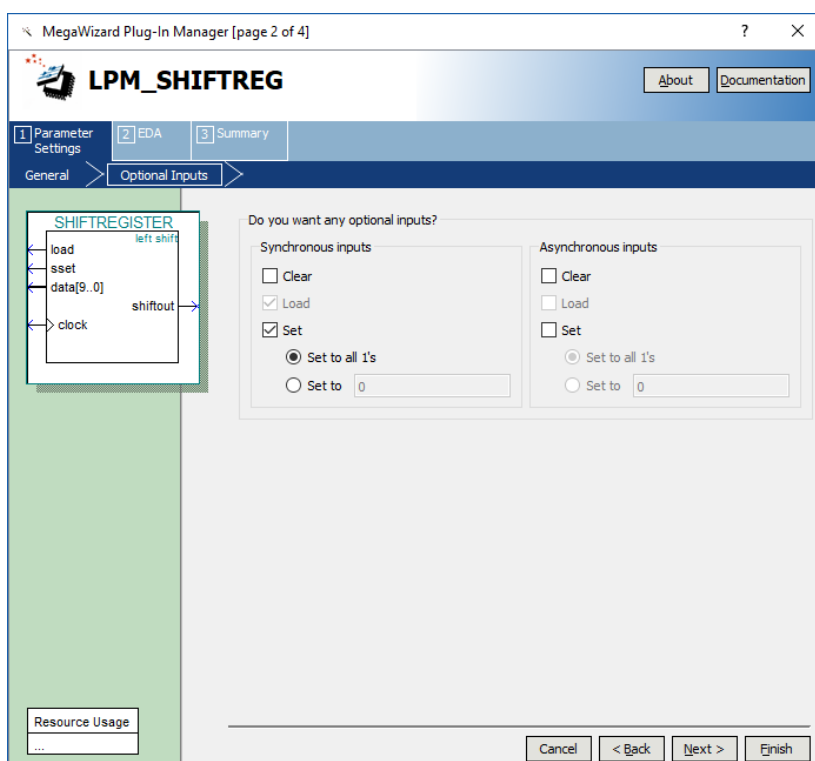 MegaWizard Plug-In Manager [page 2 of 4]
?
X
LPM_SHIFTREG
About
Documentation
1 Parameter Settings
2 EDA
3 Summary
General
Optional Inputs
SHIFTREGISTER
left shift
load
sset
data[9..0]
shiftout
clock
Do you want any optional inputs?
Synchronous inputs
Clear
Load
Set
Set to all 1's
Set to 0
Asynchronous inputs
Clear
Load
Set
Set to all 1's
Set to 0
Resource Usage
...
Cancel
< Back
Next >
Finish